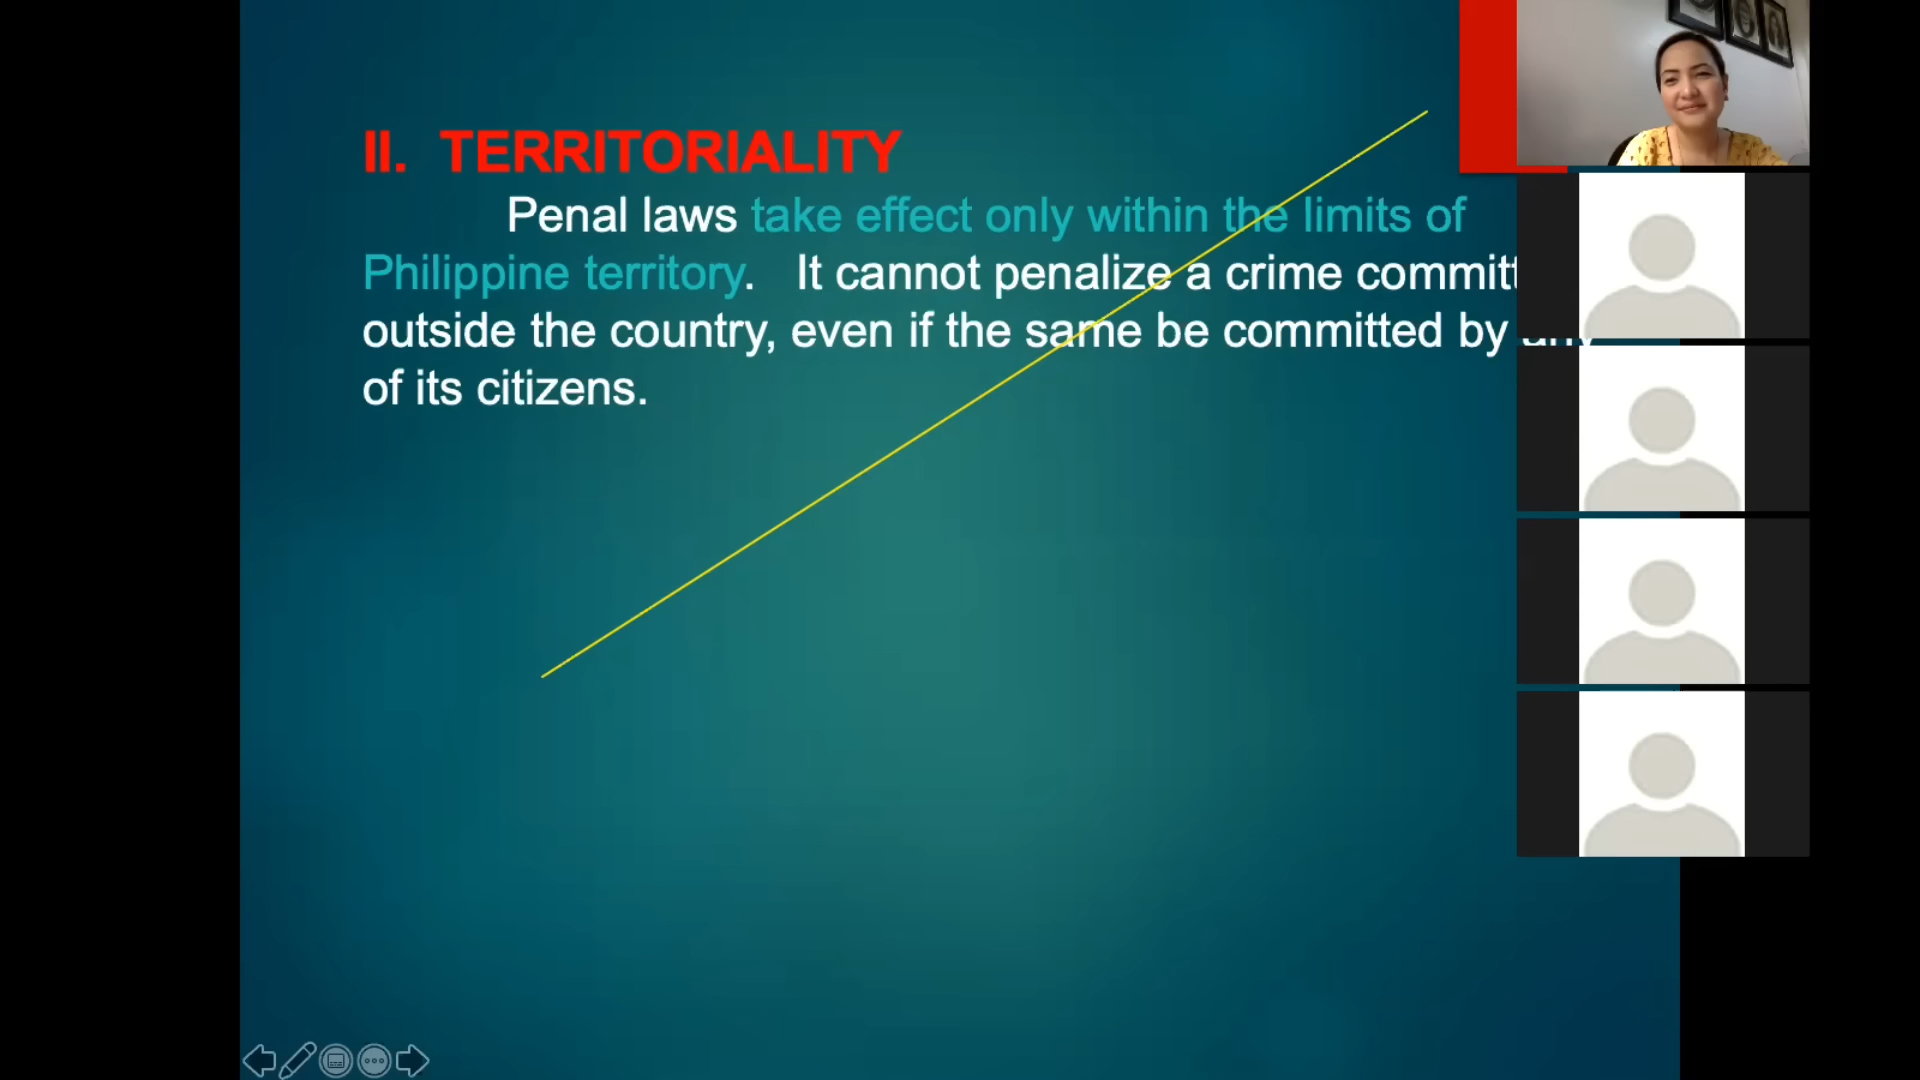 II. TERRITORIALITY
Penal laws take effect only within the limits of
Philippine territory. It cannot penalize a crime
outside the country, even if the same be committed by any
of its citizens.